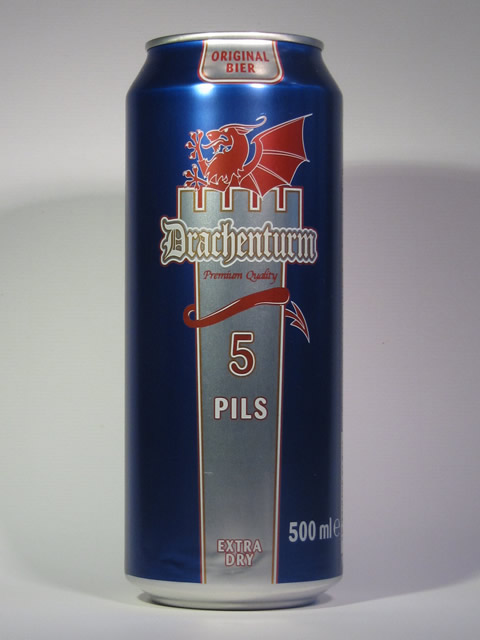 ORIGINAL
BIER
Drachenturm
Premium Quality
5
PILS
500 ml e
EXTRA
DRY